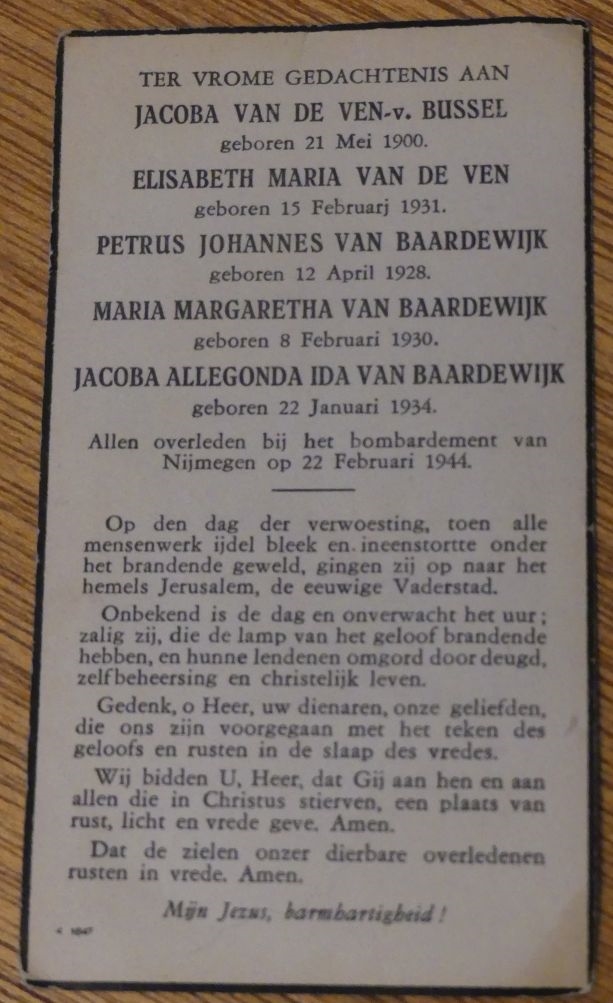 TER VROME GEDACHTENIS AAN
JACOBA VAN DE VEN-v. BUSSEL
geboren 21 Mei 1900.
ELISABETH MARIA VAN DE VEN
geboren 15 Februarj 1931.
PETRUS JOHANNES VAN BAARDEWIJK
geboren 12 April 1928.
MARIA MARGARETHA VAN BAARDEWIJK
geboren 8 Februari 1930.
JACOBA ALLEGONDA IDA VAN BAARDEWIJK
geboren 22 Januari 1934.
Allen overleden bij het bombardement van
Nijmegen op 22 Februari 1944.
Op den dag der verwoesting, toen alle
mensenwerk ijdel bleek en ineenstortte onder
het brandende geweld, gingen zij op naar het
hemels Jerusalem, de eeuwige Vaderstad.
Onbekend is de dag en onverwacht het uur;
zalig zij, die de lamp van het geloof brandende
hebben, en hunne lendenen omgord door deugd,
zelfbeheersing en christelijk leven.
Gedenk, o Heer, uw dienaren, onze geliefden,
die ons zijn voorgegaan met het teken des
geloofs en rusten in de slaap des vredes.
Wij bidden U, Heer, dat Gij aan hen en aan
allen die in Christus stierven, een plaats van
rust, licht en vrede geve. Amen.
Dat de zielen onzer dierbare overledenen
rusten in vrede. Amen.
Mijn Jezus, barmhartigheid!